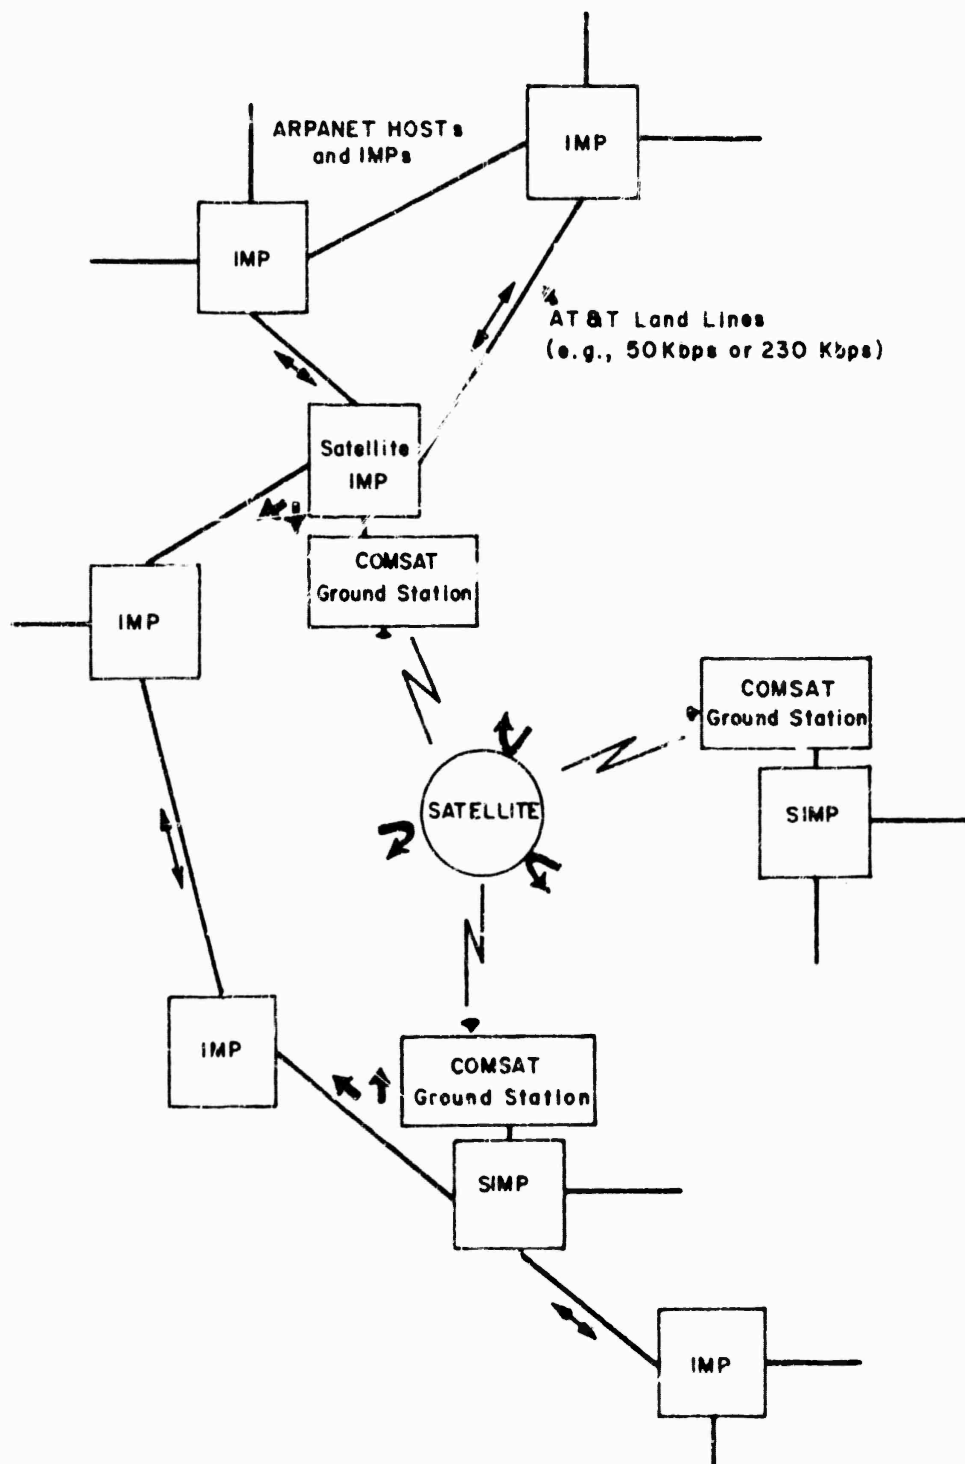 IMP
ARPANET HOSTs
and IMPs
IMP
AT&T Land Lines
(e.g., 50Kbps or 230 Kbps)
Satellite
IMP
COMSAT
Ground Station
IMP
COMSAT
Ground Station
SATELLITE
SIMP
IMP
COMSAT
Ground Station
SIMP
IMP